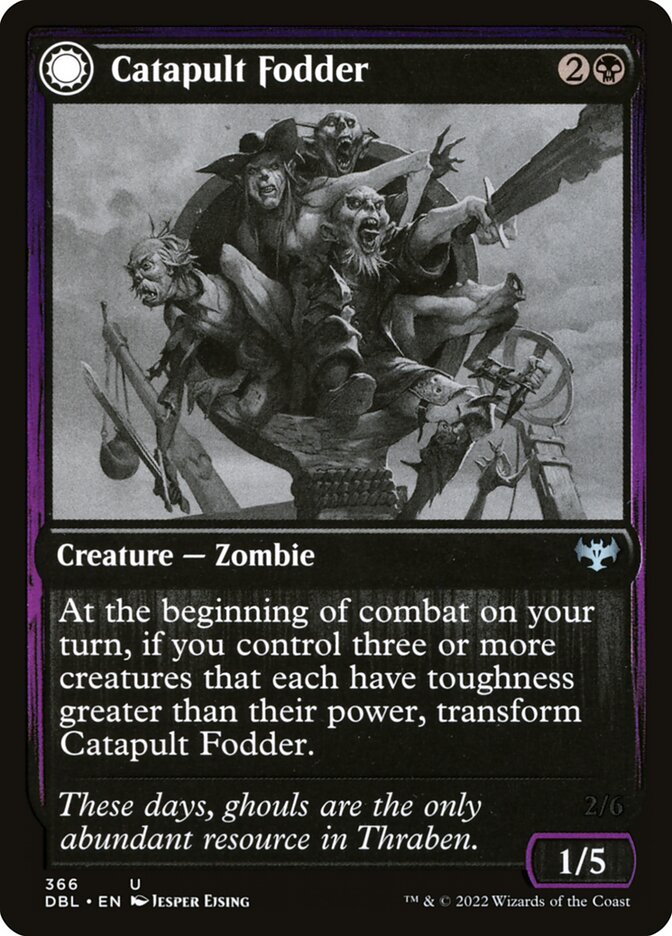 Catapult Fodder
2
Creature — Zombie
At the beginning of combat on your
turn, if you control three or more
creatures that each have toughness
greater than their power, transform
Catapult Fodder.
These days, ghouls are the only
abundant resource in Thraben.
2/6
1/5
366 U
DBL • EN Jesper Ejsing
™ & © 2022 Wizards of the Coast